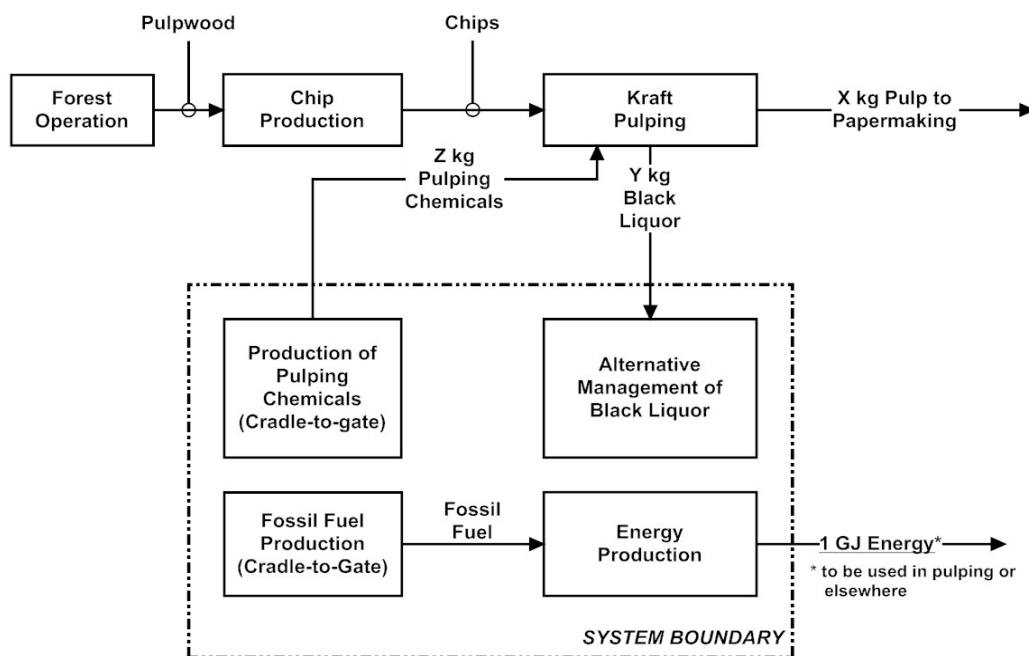 Pulpwood
Chips
Forest
Operation
Chip
Production
Kraft
Pulping
X kg Pulp to
Papermaking
Z kg
Pulping
Chemicals
Y kg
Black
Liquor
Production of
Pulping
Chemicals
(Cradle-to-gate)
Alternative
Management of
Black Liquor
Fossil Fuel
Production
(Cradle-to-Gate)
Fossil
Fuel
Energy
Production
1 GJ Energy*
* to be used in pulping or
elsewhere
SYSTEM BOUNDARY